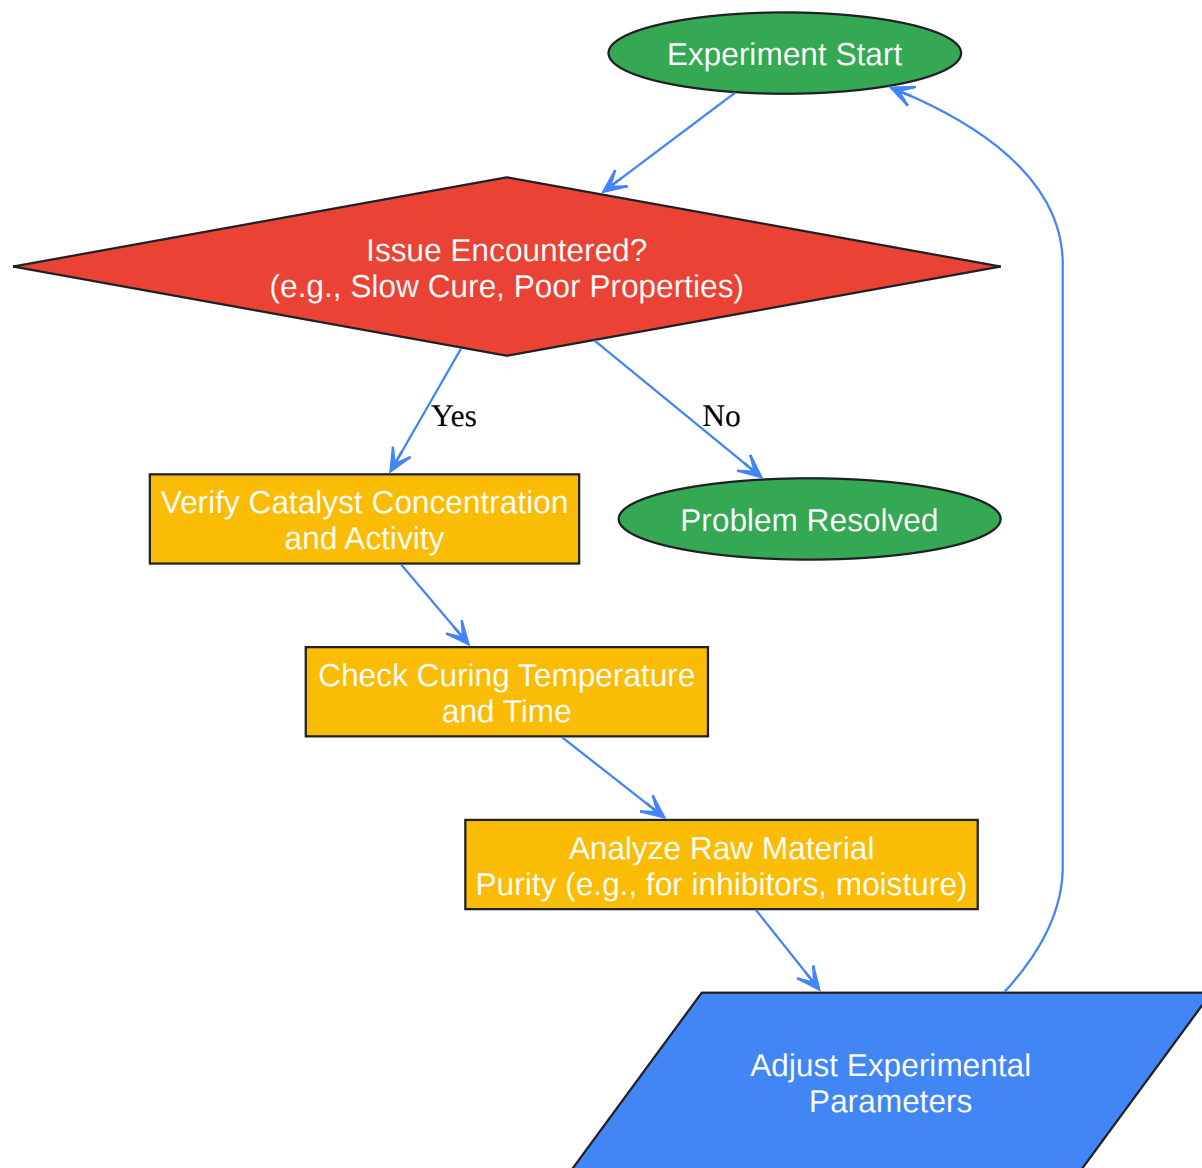 Experiment Start
Issue Encountered?
(e.g., Slow Cure, Poor Properties)
Yes
No
Verify Catalyst Concentration
and Activity
Problem Resolved
Check Curing Temperature
and Time
Analyze Raw Material
Purity (e.g., for inhibitors, moisture)
Adjust Experimental
Parameters